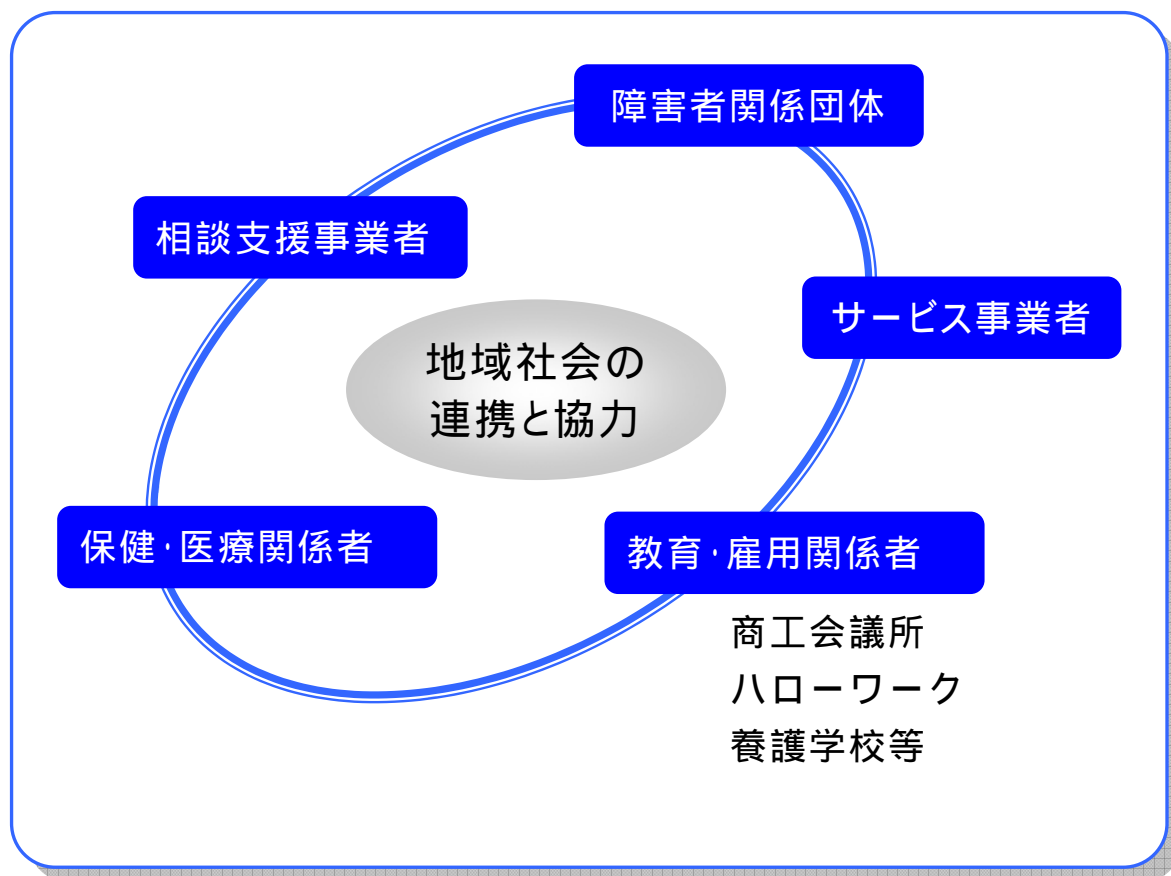 障害者関係団体
相談支援事業者
サービス事業者
地域社会の
連携と協力
保健・医療関係者
教育・雇用関係者
商工会議所
ハローワーク
養護学校等